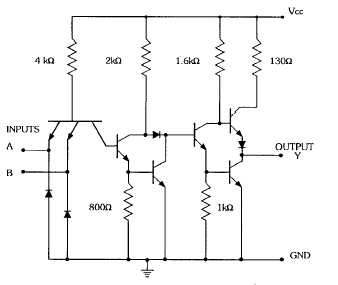 Vcc
4 kΩ
2kΩ
1.6kΩ
130Ω
INPUTS
A
B
OUTPUT
Y
800Ω
1kΩ
GND